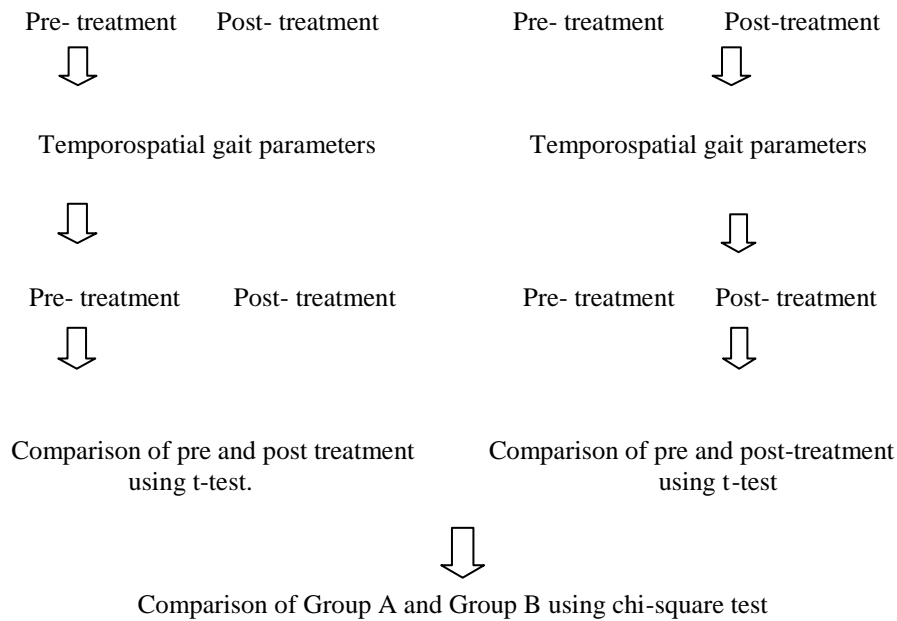 Pre- treatment Post- treatment Pre- treatment Post-treatment
Temporospatial gait parameters Temporospatial gait parameters
Pre- treatment Post- treatment Pre- treatment Post- treatment
Comparison of pre and post treatment
using t-test.
Comparison of pre and post-treatment
using t-test
Comparison of Group A and Group B using chi-square test